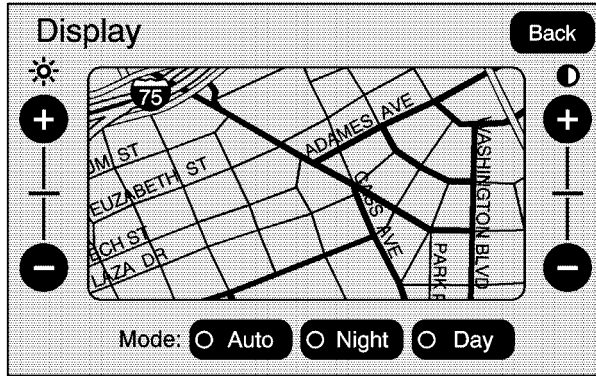 Display
Back
75
ADAMES AVE
WASHINGTON BLVD
UMI ST
EUZABETH ST
CASS AVE
ECH ST
LAZA DR
PARK
Mode: Auto Night Day